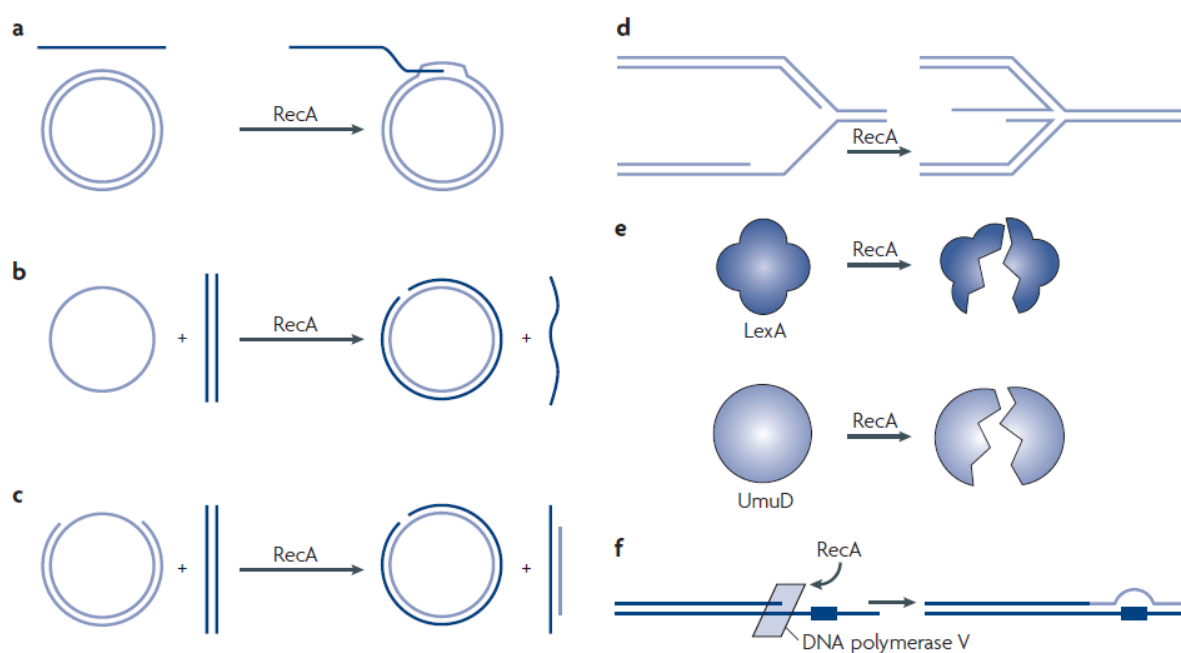 a
RecA
b
+
RecA
+
c
+
RecA
+
d
RecA
e
RecA
LexA
RecA
UmuD
f
RecA
DNA polymerase V